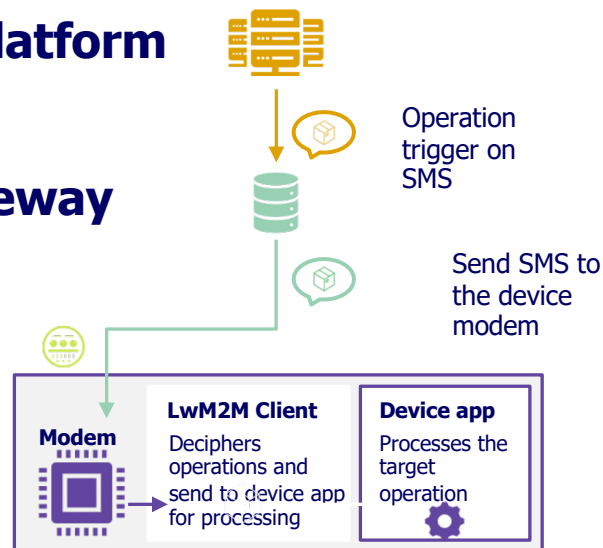 latform
Operation
trigger on
SMS
eway
Send SMS to
the device
modem
Modem
LwM2M Client
Deciphers
operations and
send to device app
for processing
Device app
Processes the
target
operation